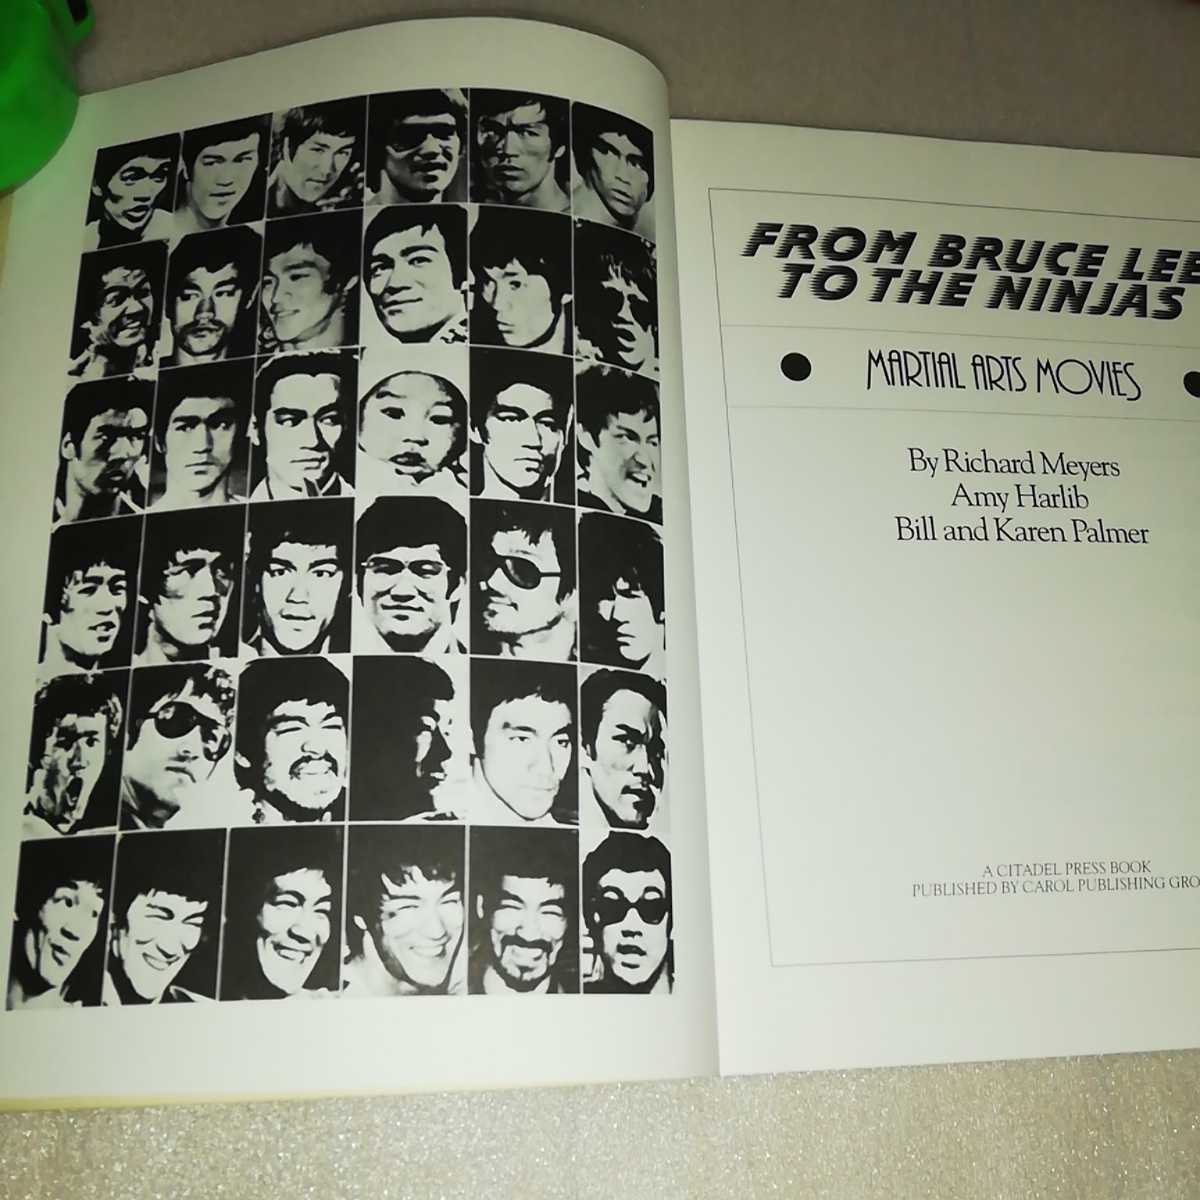 FROM BRUCE LEE
TO THE NINJAS
MARTIAL ARTS MOVIES
By Richard Meyers
Amy Harlib
Bill and Karen Palmer
A CITADEL PRESS BOOK
PUBLISHED BY CAROL PUBLISHING GRO